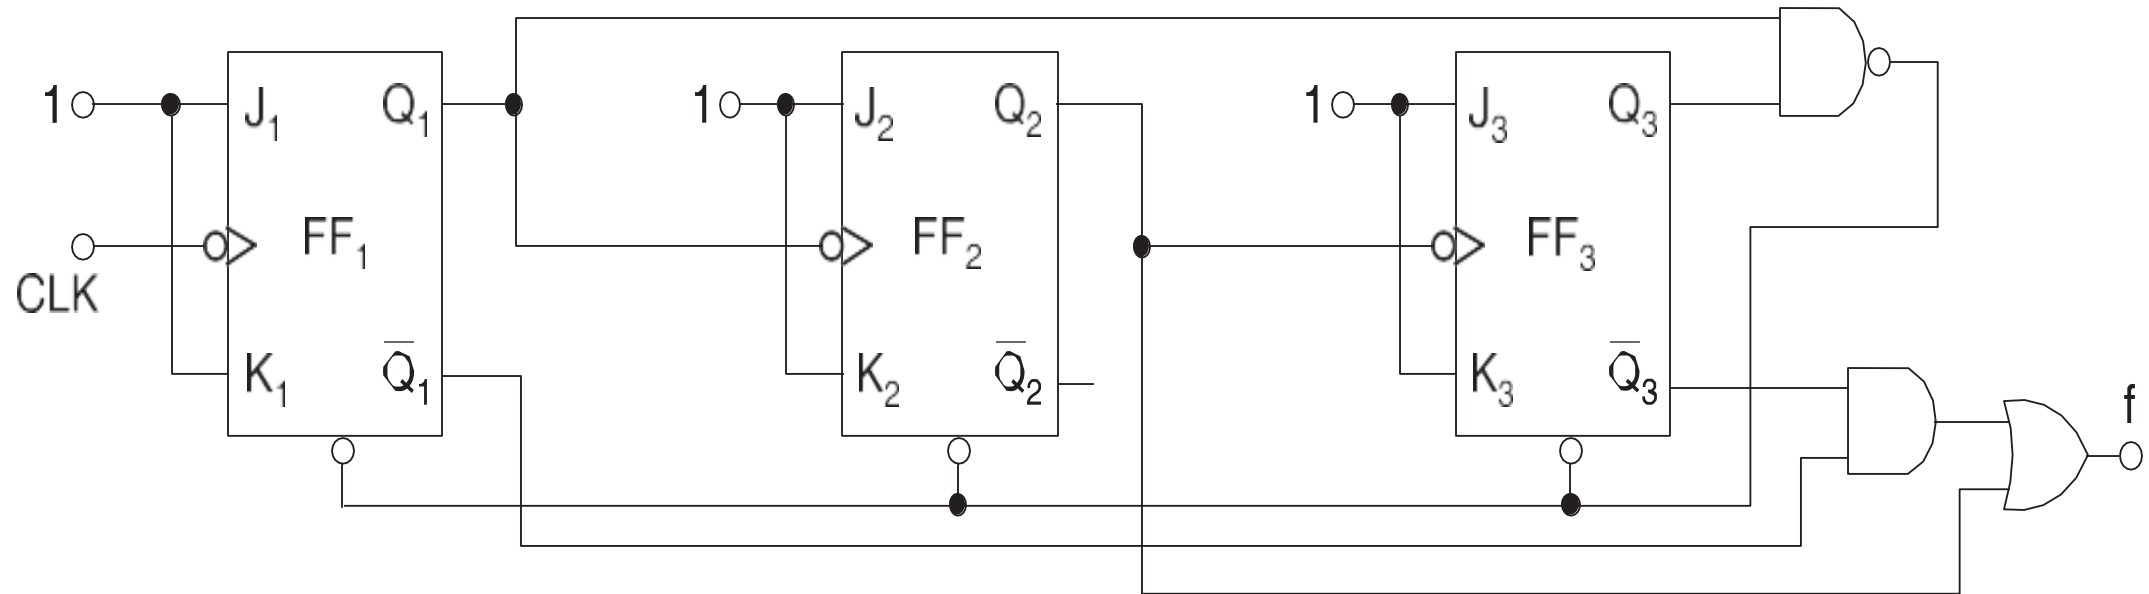 1 J₁ Q₁ 1 J₂ Q₂ 1 J₃ Q₃
FF₁ FF₂ FF₃
CLK
K₁ Q̅₁ K₂ Q̅₂ K₃ Q̅₃
f